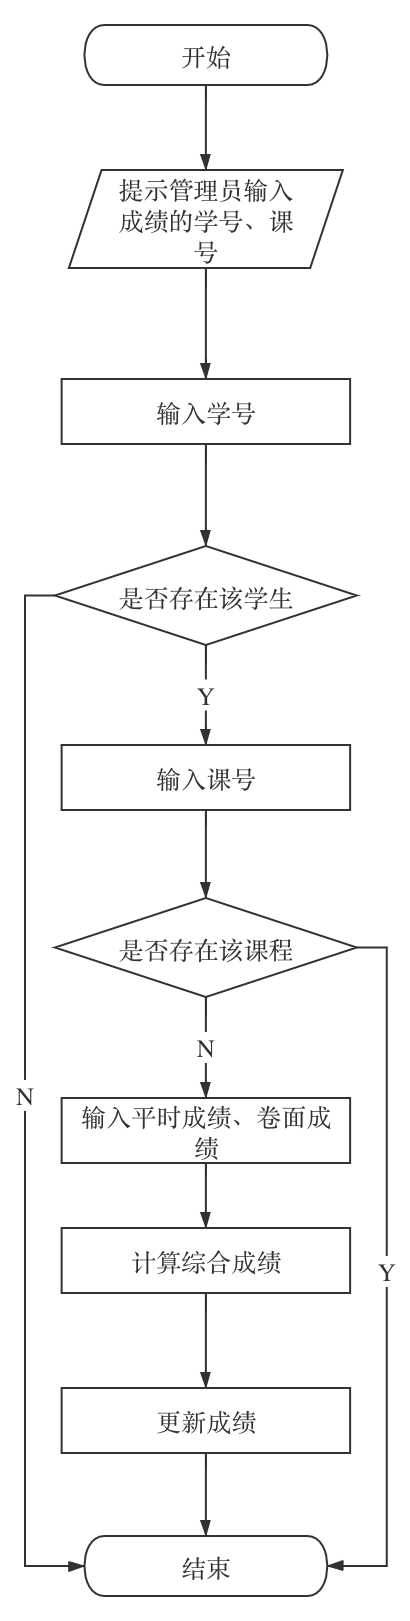 开始
提示管理员输入
成绩的学号、课
号
输入学号
是否存在该学生
Y
输入课号
是否存在该课程
N
N
输入平时成绩、卷面成
绩
计算综合成绩
Y
更新成绩
结束